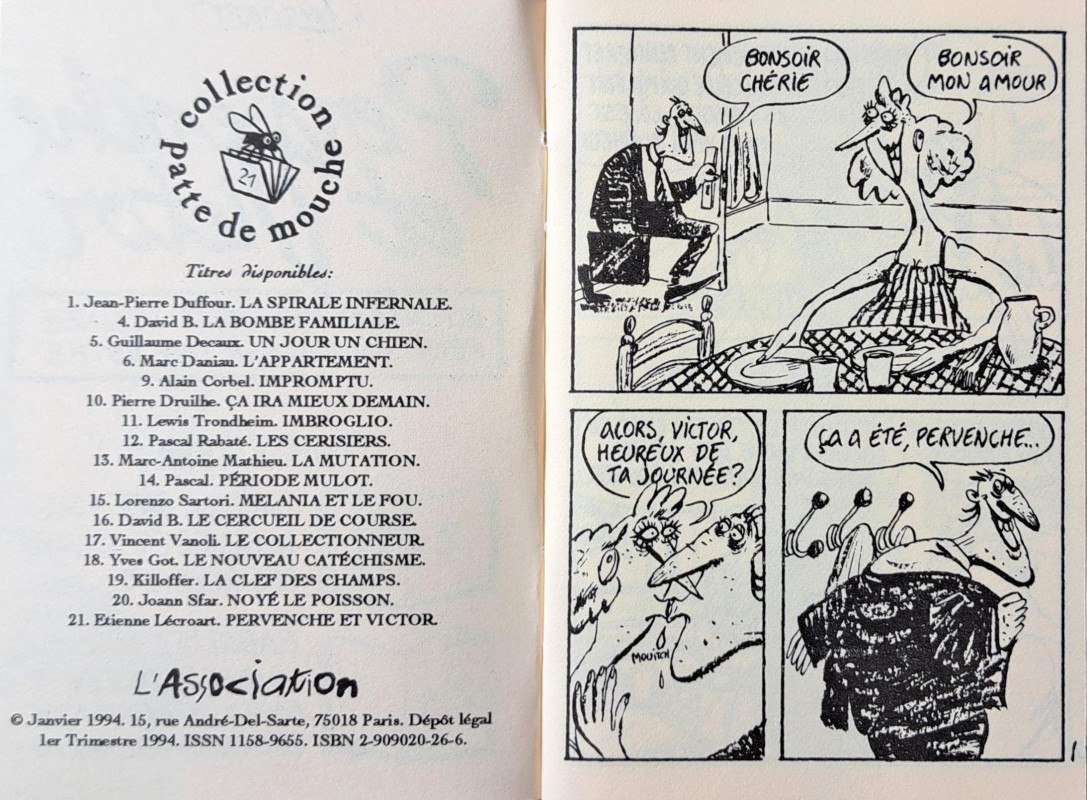 collection
patte de mouche
21
Titres disponibles:
1. Jean-Pierre Duffour. LA SPIRALE INFERNALE.
4. David B. LA BOMBE FAMILIALE.
5. Guillaume Decaux. UN JOUR UN CHIEN.
6. Marc Daniau. L'APPARTEMENT.
9. Alain Corbel. IMPROMPTU.
10. Pierre Druilhe. ÇA IRA MIEUX DEMAIN.
11. Lewis Trondheim. IMBROGLIO.
12. Pascal Rabaté. LES CERISIERS.
13. Marc-Antoine Mathieu. LA MUTATION.
14. Pascal. PÉRIODE MULOT.
15. Lorenzo Sartori. MELANIA ET LE FOU.
16. David B. LE CERCUEIL DE COURSE.
17. Vincent Vanoli. LE COLLECTIONNEUR.
18. Yves Got. LE NOUVEAU CATÉCHISME.
19. Killoffer. LA CLEF DES CHAMPS.
20. Joann Sfar. NOYÉ LE POISSON.
21. Etienne Lécroart. PERVENCHE ET VICTOR.
L'ASSOCIATION
© Janvier 1994. 15, rue André-Del-Sarte, 75018 Paris. Dépôt légal
1er Trimestre 1994. ISSN 1158-9655. ISBN 2-909020-26-6.
BONSOIR
CHÉRIE
BONSOIR
MON AMOUR
ALORS, VICTOR,
HEUREUX DE
TA JOURNÉE?
MOUITCH
ÇA A ÉTÉ, PERVENCHE...
1